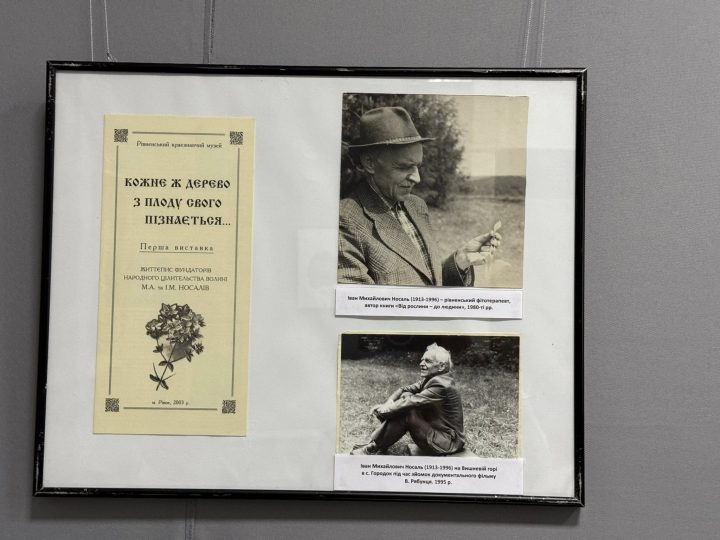 Рівненський краєзнавчий музей
КОЖНЕ Ж ДЕРЕВО
З ПЛОДУ СВОГО
ПІЗНАЄТЬСЯ...
Перша виставка
ЖИТТЄПИС ФУНДАТОРІВ
НАРОДНОГО ЦІЛИТЕЛЬСТВА ВОЛИНІ
М.А. та І.М. НОСАЛІВ
м. Рівне, 2003 р.
Іван Михайлович Носаль (1913-1996) – рівненський фітотерапевт,
автор книги «Від рослини – до людини», 1980-ті рр.
Іван Михайлович Носаль (1913-1996) на Вишневій горі
в с. Городок під час зйомок документального фільму
В. Рябунця. 1995 р.